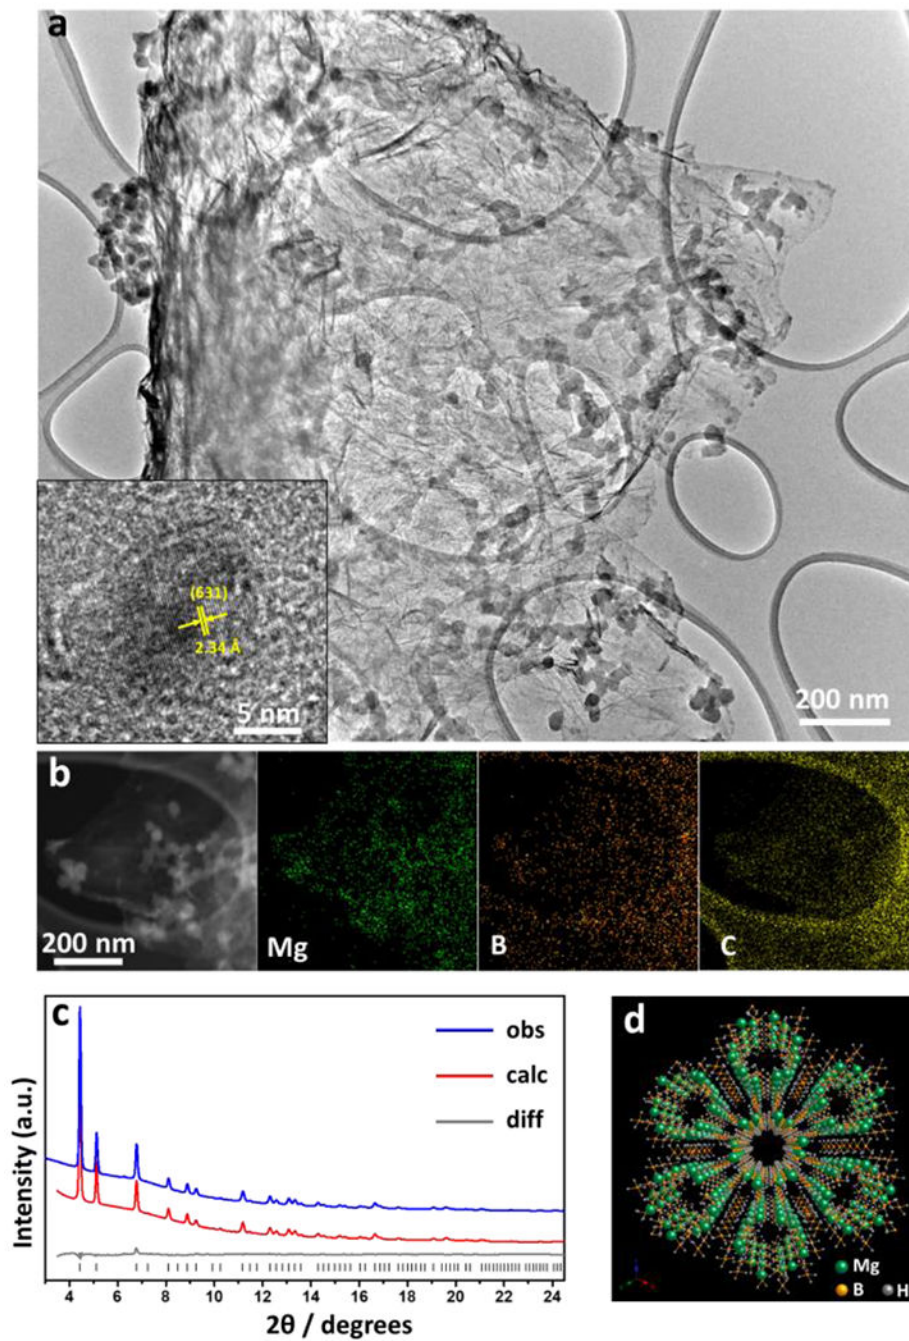 a
(631)
2.34 Å
5 nm
200 nm
b
200 nm
Mg
B
C
c
obs
calc
diff
Intensity (a.u.)
4 6 8 10 12 14 16 18 20 22 24
2θ / degrees
d
Mg
B H